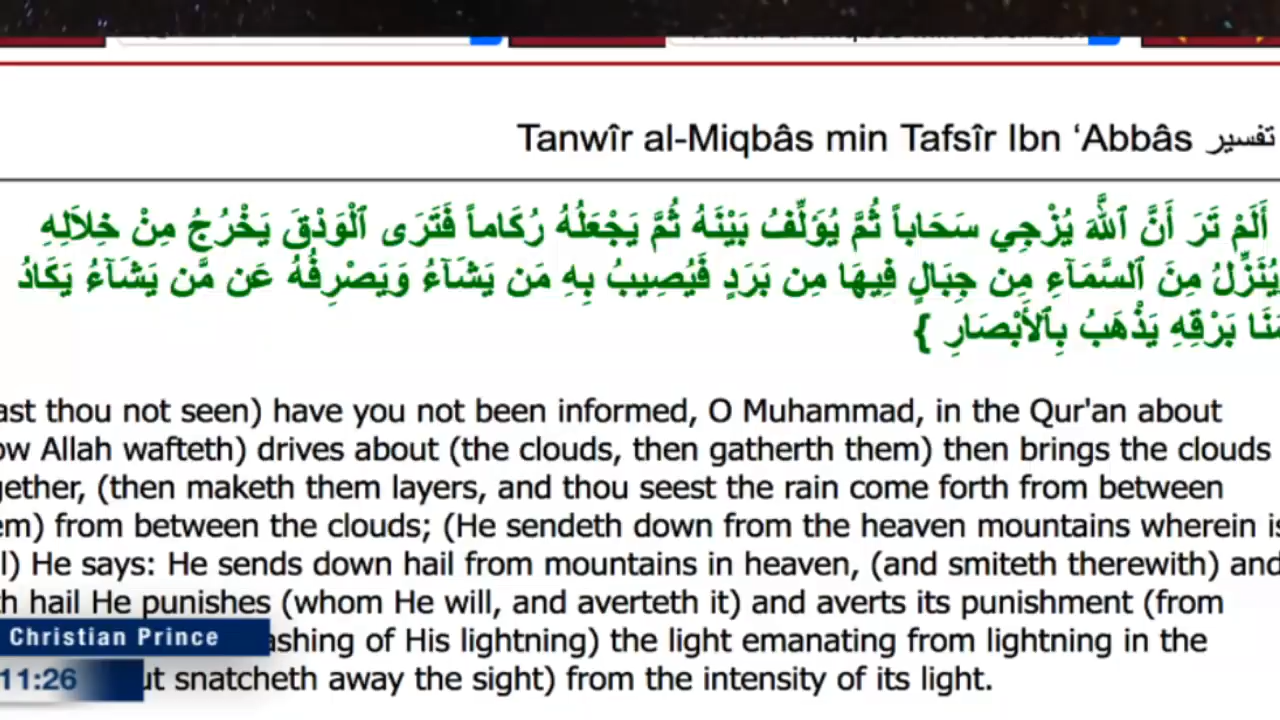 Tanwîr al-Miqbâs min Tafsîr Ibn ‘Abbâs تفسير
أَلَمْ تَرَ أَنَّ ٱللَّهَ يُزْجِي سَحَاباً ثُمَّ يُؤَلِّفُ بَيْنَهُ ثُمَّ يَجْعَلُهُ رُكَاماً فَتَرَى ٱلْوَدْقَ يَخْرُجُ مِنْ خِلاَلِهِ
يُنَزِّلُ مِنَ ٱلسَّمَآءِ مِن جِبَالٍ فِيهَا مِن بَرَدٍ فَيُصِيبُ بِهِ مَن يَشَآءُ وَيَصْرِفُهُ عَن مَّن يَشَآءُ يَكَادُ
بَرْقِهِ يَذْهَبُ بِٱلأَبْصَارِ }
ast thou not seen) have you not been informed, O Muhammad, in the Qur'an about
ow Allah wafteth) drives about (the clouds, then gatherth them) then brings the clouds
gether, (then maketh them layers, and thou seest the rain come forth from between
em) from between the clouds; (He sendeth down from the heaven mountains wherein is
l) He says: He sends down hail from mountains in heaven, (and smiteth therewith) and
h hail He punishes (whom He will, and averteth it) and averts its punishment (from
Christian Prince ashing of His lightning) the light emanating from lightning in the
11:26 ut snatcheth away the sight) from the intensity of its light.